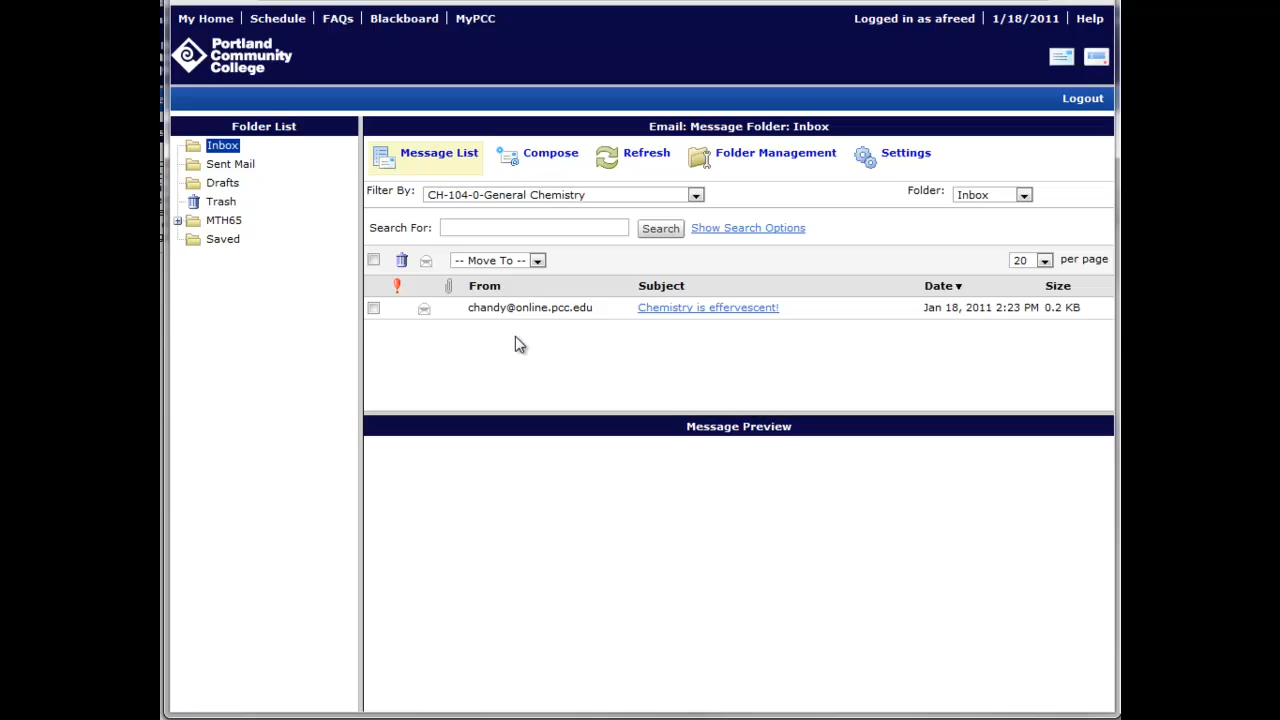 My Home Schedule FAQs Blackboard MyPCC Logged in as afreed 1/18/2011 Help
Portland
Community
College
Logout
Folder List
Email: Message Folder: Inbox
Inbox
Sent Mail
Drafts
Trash
MTH65
Saved
Message List Compose Refresh Folder Management Settings
Filter By: CH-104-0-General Chemistry Folder: Inbox
Search For: Search Show Search Options
-- Move To -- 20 per page
From Subject Date Size
chandy@online.pcc.edu Chemistry is effervescent! Jan 18, 2011 2:23 PM 0.2 KB
Message Preview